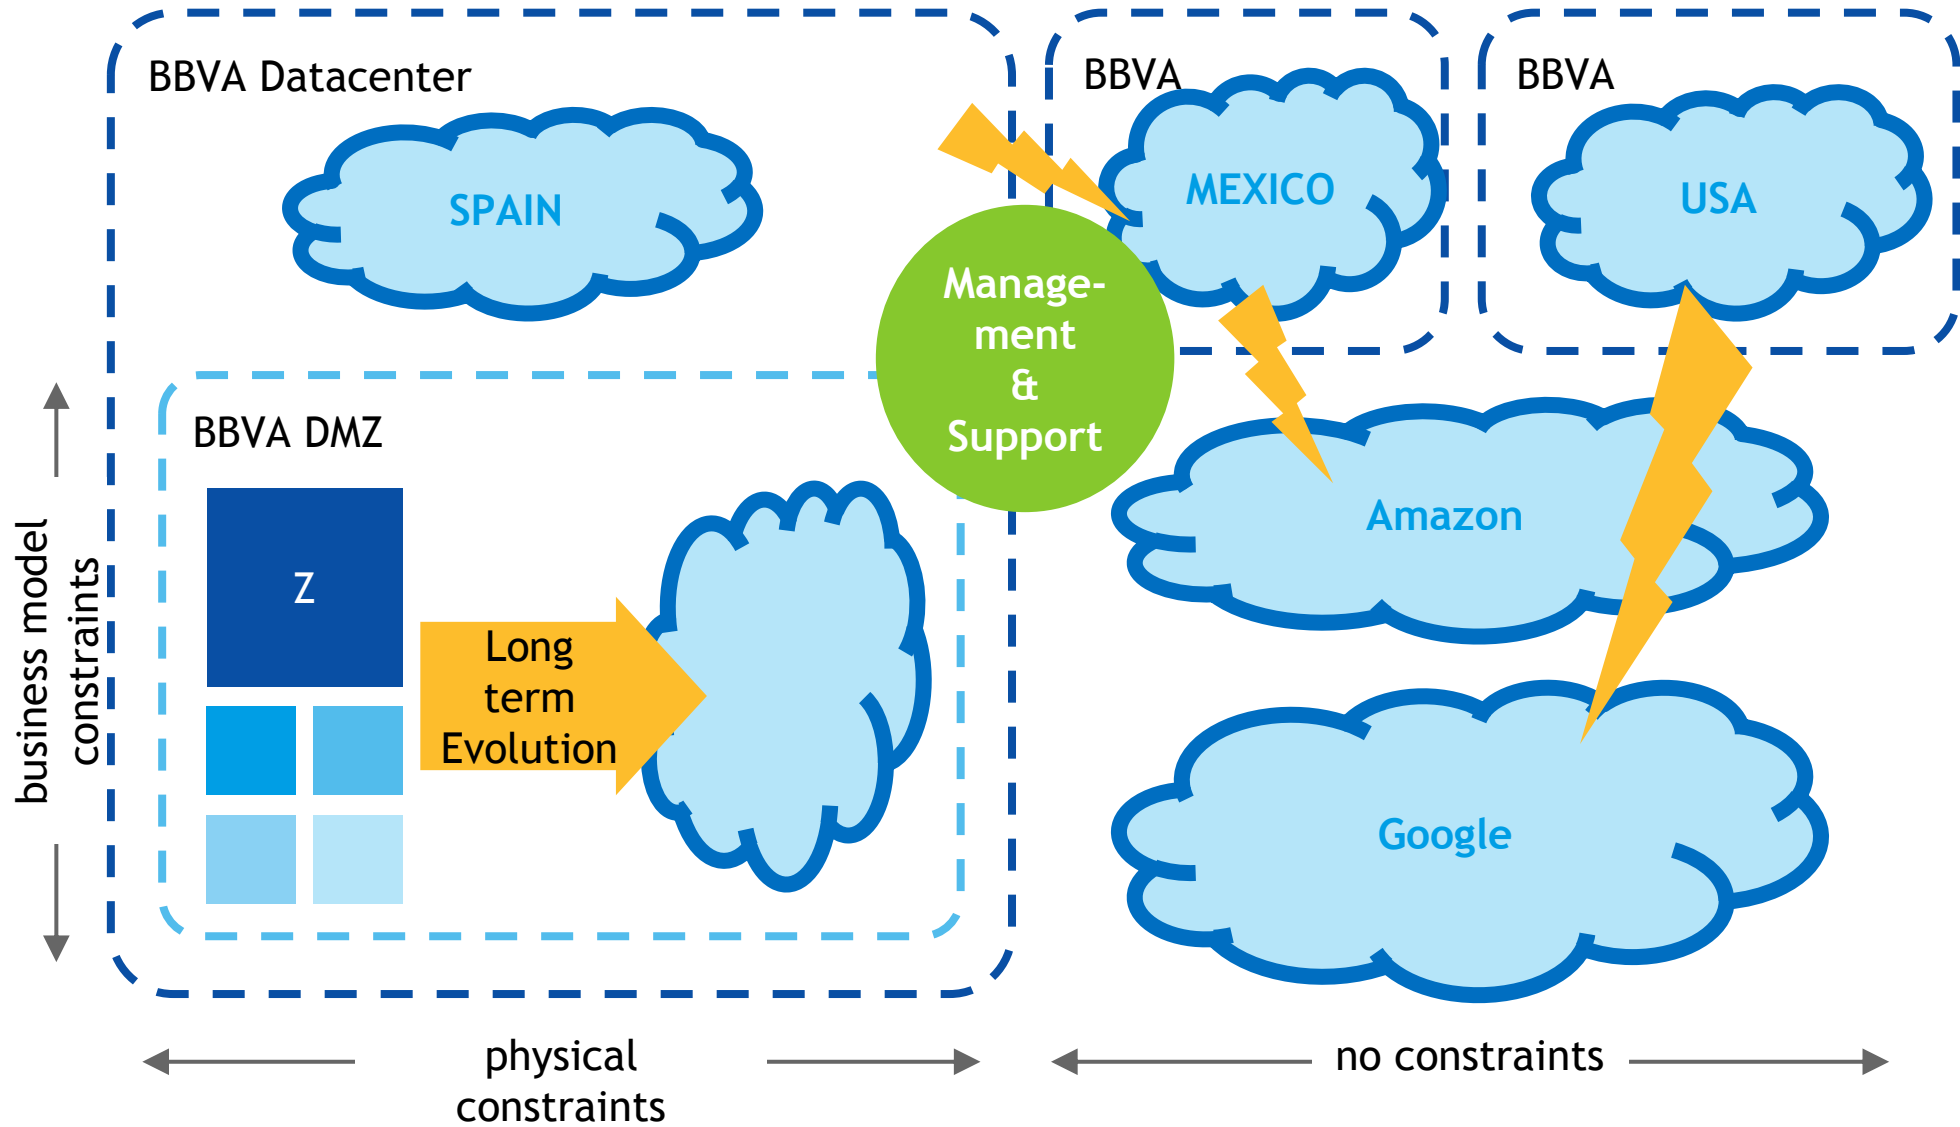 BBVA Datacenter
SPAIN
BBVA
MEXICO
BBVA
USA
Manage-
ment
&
Support
BBVA DMZ
Z
Long
term
Evolution
Amazon
Google
business model
constraints
physical
constraints
no constraints